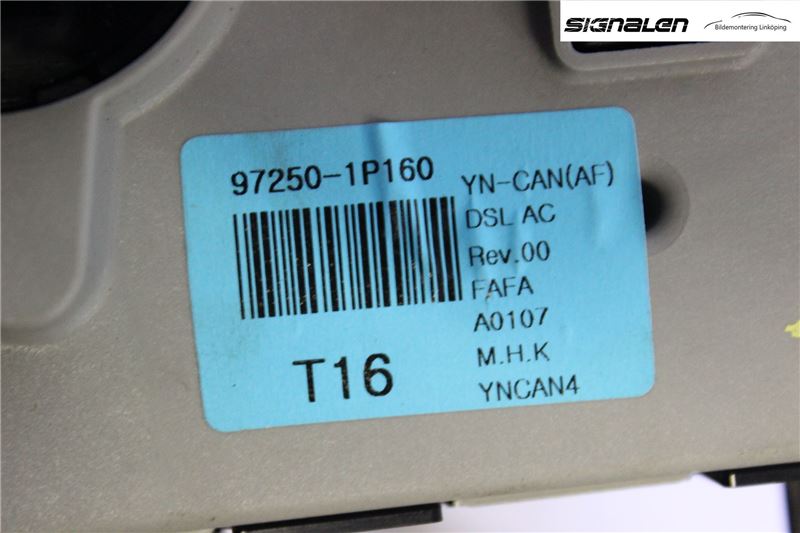 SIGNALEN
Bildemontering Linköping
97250-1P160
YN-CAN(AF)
DSL AC
Rev.00
FAFA
A0107
M.H.K
YNCAN4
T16